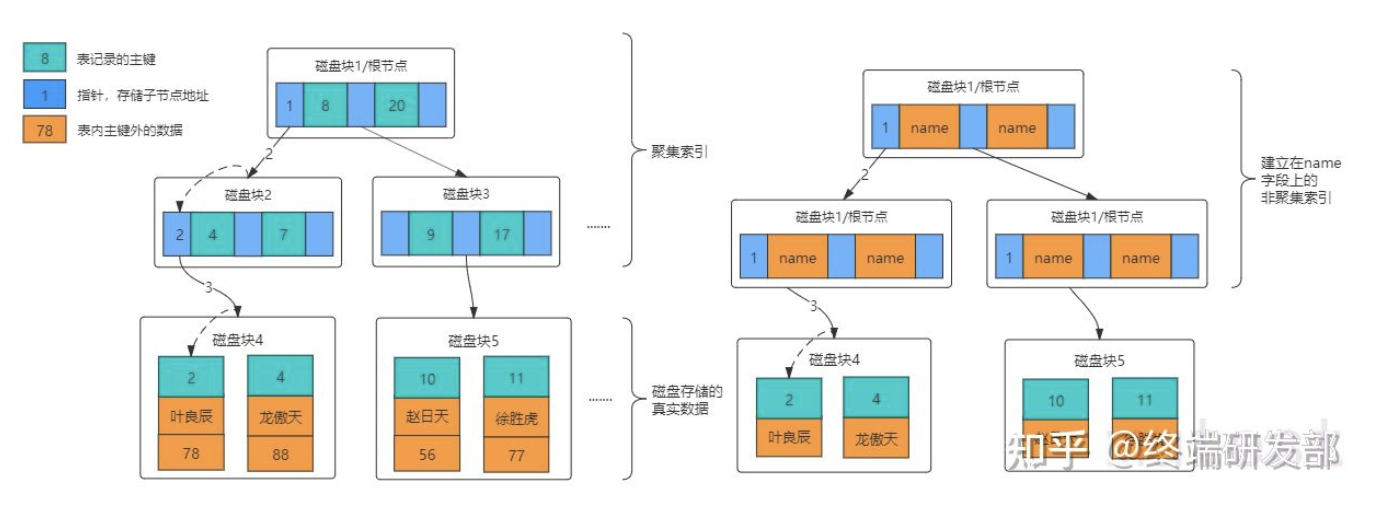 8 表记录的主键
1 指针，存储子节点地址
78 表内主键外的数据
磁盘块1/根节点
1 8 20
2
磁盘块2
2 4 7
磁盘块3
9 17
.......
聚集索引
3
磁盘块4
2 4
叶良辰 龙傲天
78 88
磁盘块5
10 11
赵日天 徐胜虎
56 77
.......
磁盘存储的
真实数据
磁盘块1/根节点
1 name name
2
磁盘块1/根节点
1 name name
磁盘块1/根节点
1 name name
建立在name
字段上的
非聚集索引
3
磁盘块4
2 4
叶良辰 龙傲天
磁盘块5
10 11
知乎 @终端研发部